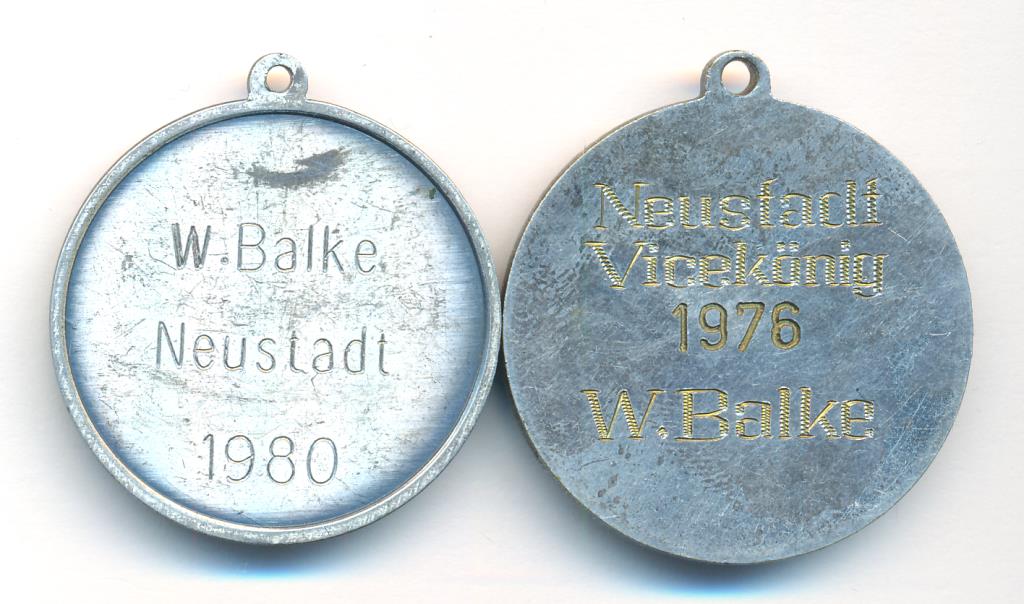 W. Balke
Neustadt
1980
Neustadt
Vicekönig
1976
W. Balke